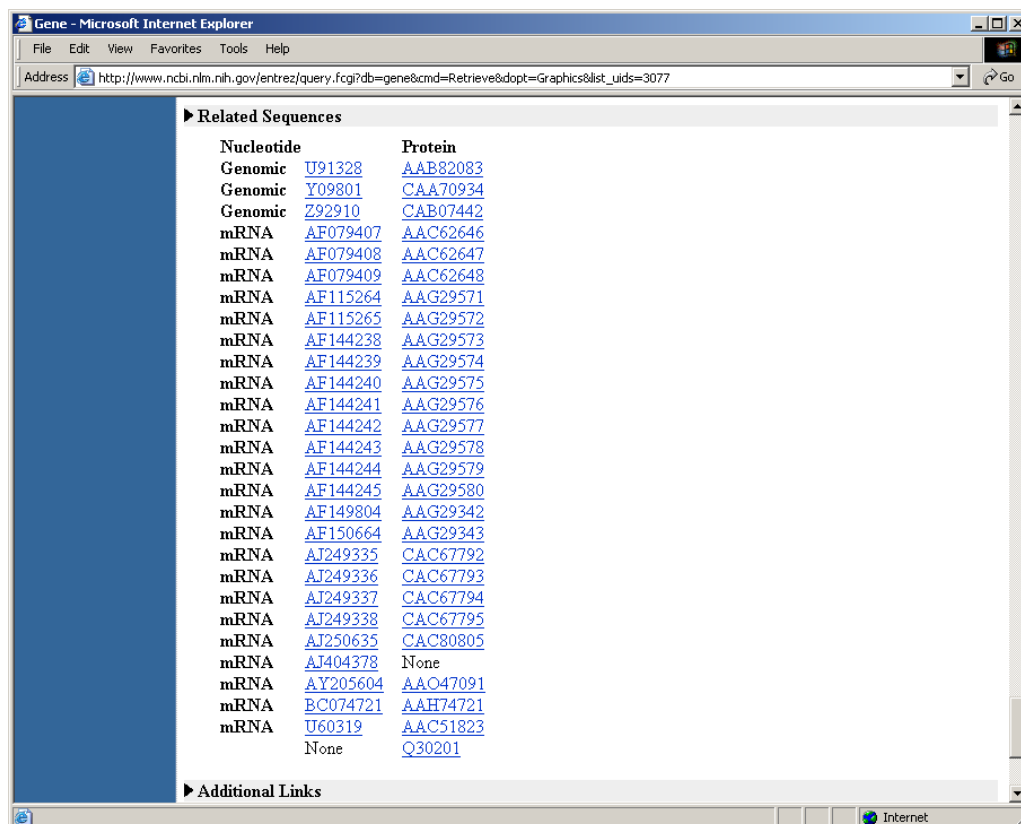 Gene - Microsoft Internet Explorer
File Edit View Favorites Tools Help
Address http://www.ncbi.nlm.nih.gov/entrez/query.fcgi?db=gene&cmd=Retrieve&dopt=Graphics&list_uids=3077 Go
Related Sequences
Nucleotide Protein
Genomic U91328 AAB82083
Genomic Y09801 CAA70934
Genomic Z92910 CAB07442
mRNA AF079407 AAC62646
mRNA AF079408 AAC62647
mRNA AF079409 AAC62648
mRNA AF115264 AAG29571
mRNA AF115265 AAG29572
mRNA AF144238 AAG29573
mRNA AF144239 AAG29574
mRNA AF144240 AAG29575
mRNA AF144241 AAG29576
mRNA AF144242 AAG29577
mRNA AF144243 AAG29578
mRNA AF144244 AAG29579
mRNA AF144245 AAG29580
mRNA AF149804 AAG29342
mRNA AF150664 AAG29343
mRNA AJ249335 CAC67792
mRNA AJ249336 CAC67793
mRNA AJ249337 CAC67794
mRNA AJ249338 CAC67795
mRNA AJ250635 CAC80805
mRNA AJ404378 None
mRNA AY205604 AAO47091
mRNA BC074721 AAH74721
mRNA U60319 AAC51823
None Q30201
Additional Links
Internet